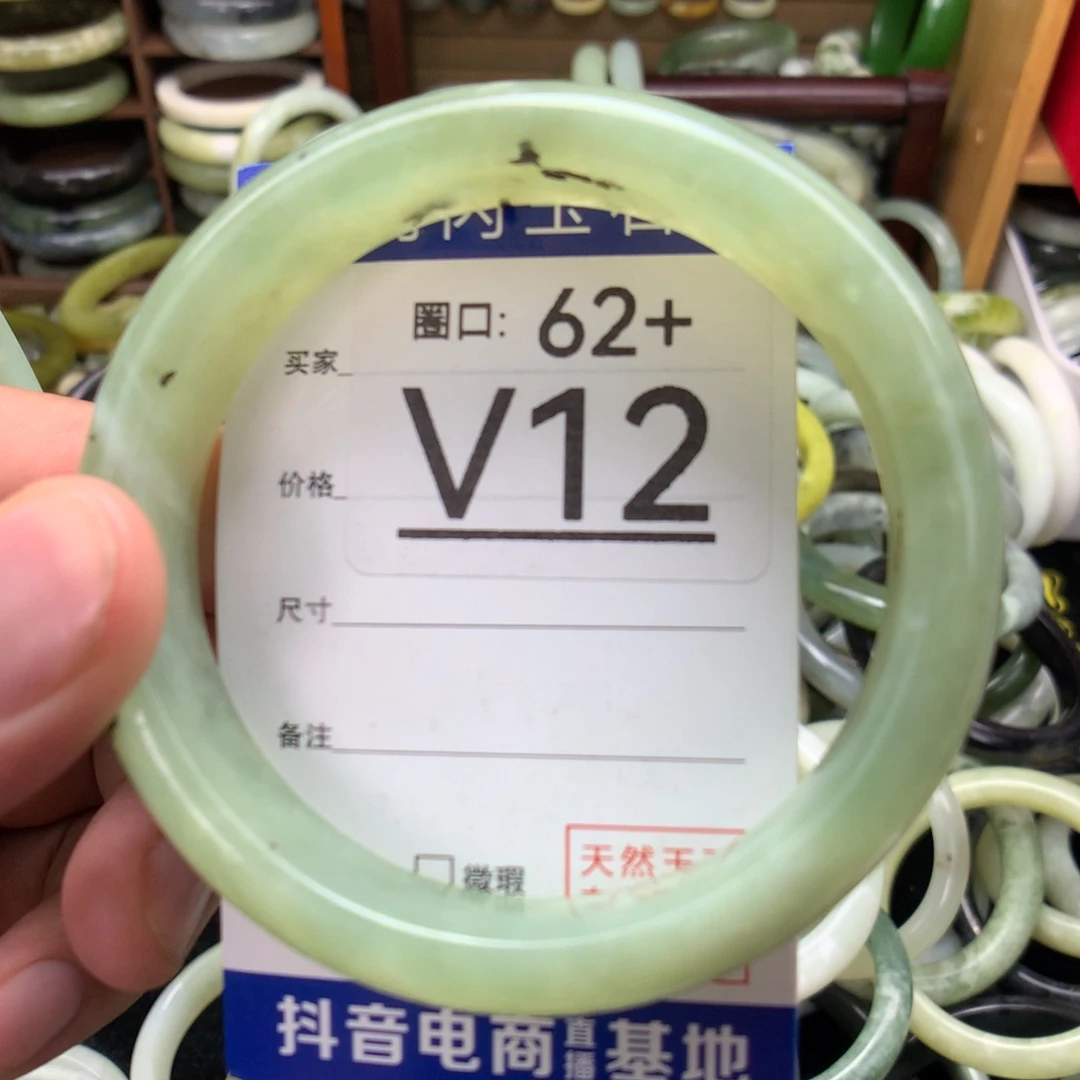 圈口: 62+
买家
V12
价格
尺寸
备注
微瑕
天然玉
抖音电商直播基地